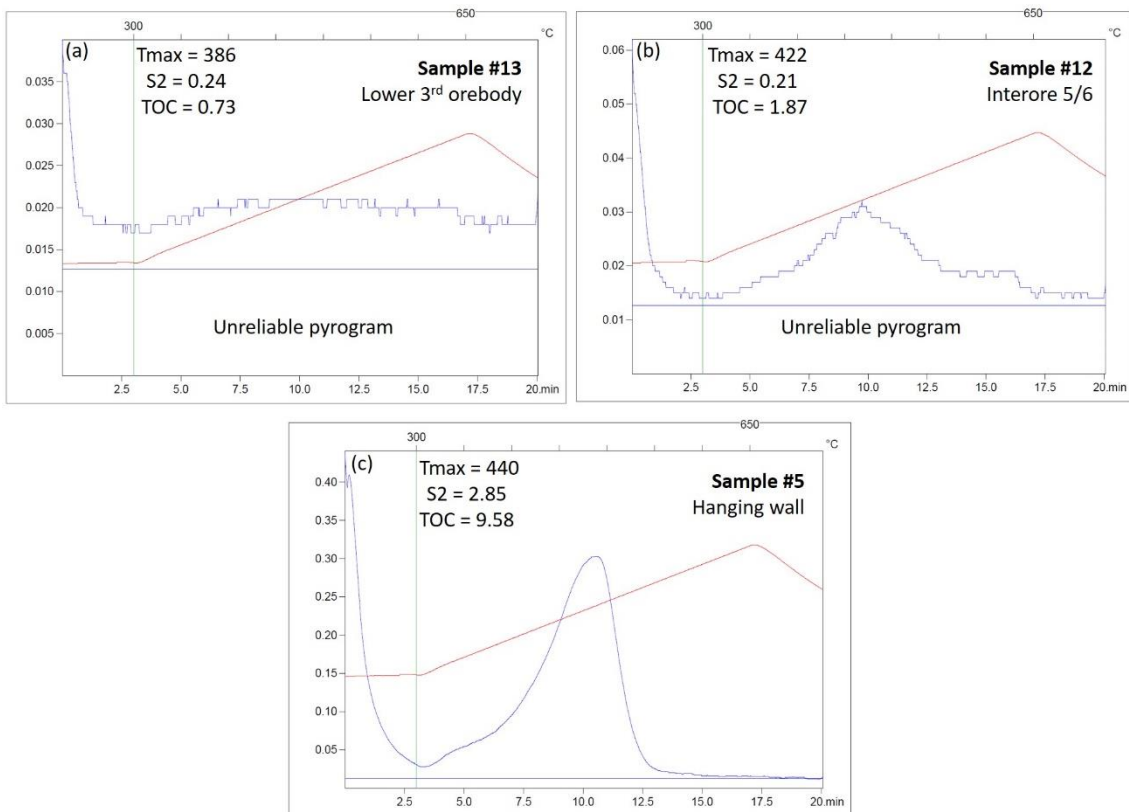 300
650
°C
(a)
Tmax = 386
S2 = 0.24
TOC = 0.73
Sample #13
Lower 3rd orebody
0.035
0.030
0.025
0.020
0.015
0.010
0.005
Unreliable pyrogram
2.5 5.0 7.5 10.0 12.5 15.0 17.5 20.min
300
650
°C
(b)
Tmax = 422
S2 = 0.21
TOC = 1.87
Sample #12
Interore 5/6
0.06
0.05
0.04
0.03
0.02
0.01
Unreliable pyrogram
2.5 5.0 7.5 10.0 12.5 15.0 17.5 20.min
300
650
°C
(c)
Tmax = 440
S2 = 2.85
TOC = 9.58
Sample #5
Hanging wall
0.40
0.35
0.30
0.25
0.20
0.15
0.10
0.05
2.5 5.0 7.5 10.0 12.5 15.0 17.5 20.min